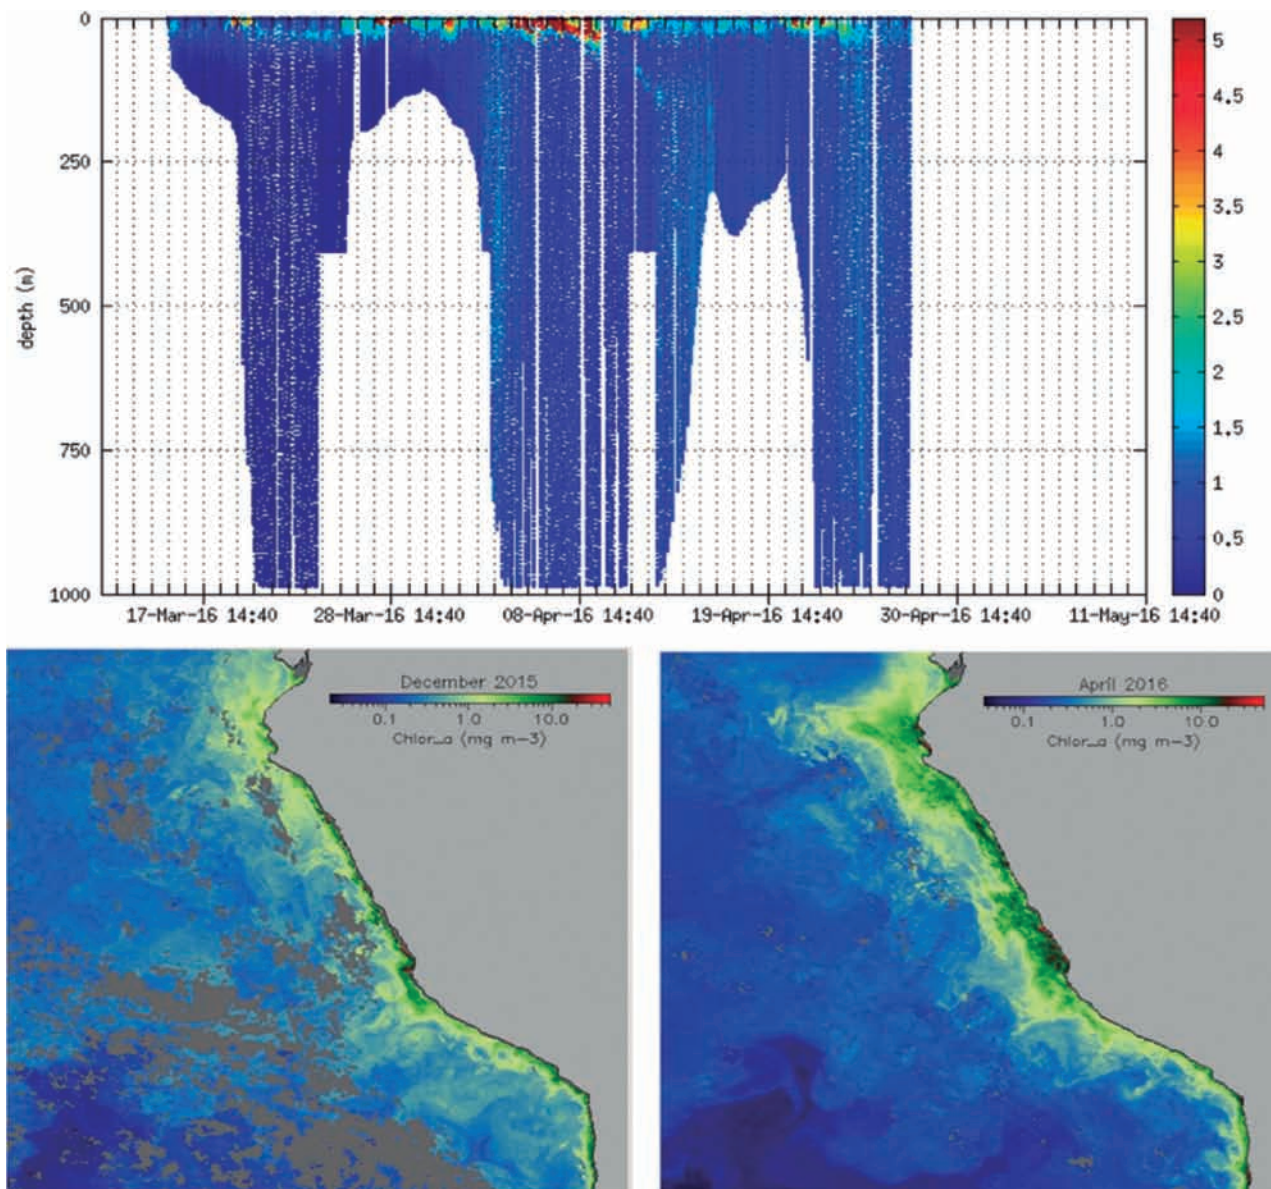 0
250
500
750
1000
depth (m)
17-Mar-16 14:40
28-Mar-16 14:40
08-Apr-16 14:40
19-Apr-16 14:40
30-Apr-16 14:40
11-May-16 14:40
5
4.5
4
3.5
3
2.5
2
1.5
1
0.5
0
December 2015
0.1 1.0 10.0
Chlor_a (mg m-3)
April 2016
0.1 1.0 10.0
Chlor_a (mg m-3)